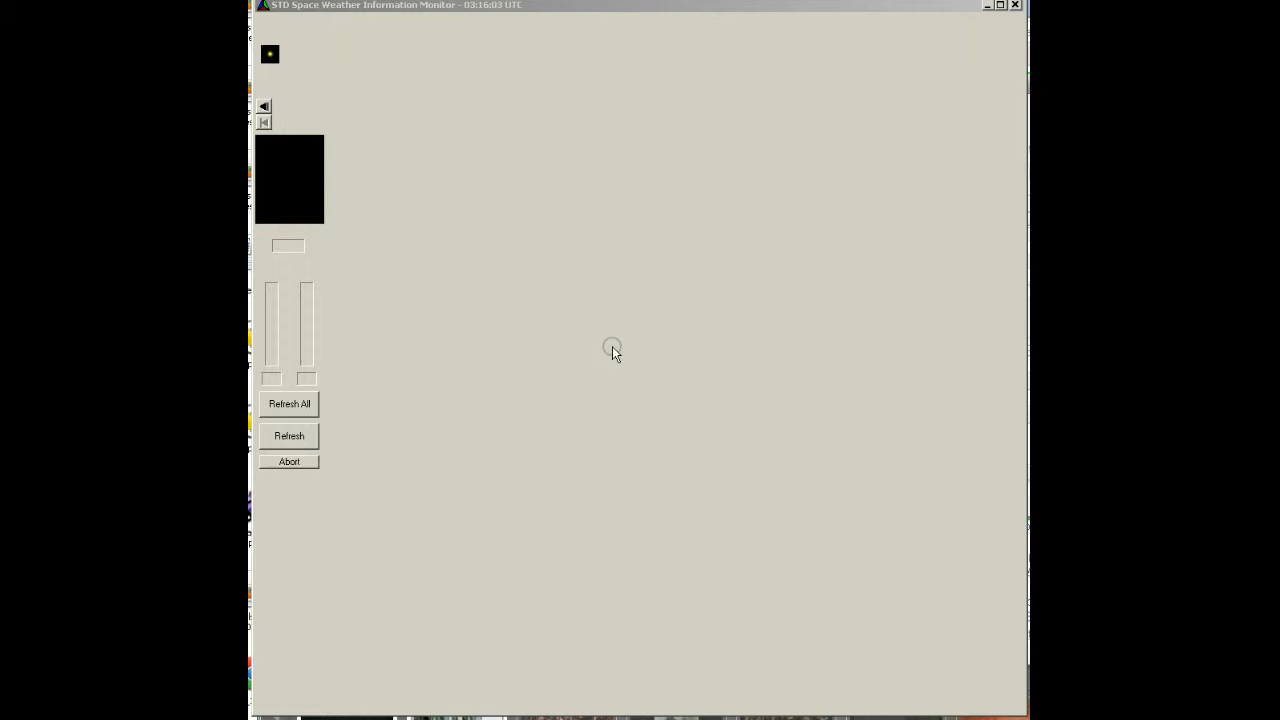 STD Space Weather Information Monitor - 03:16:03 UTC
Refresh All
Refresh
Abort